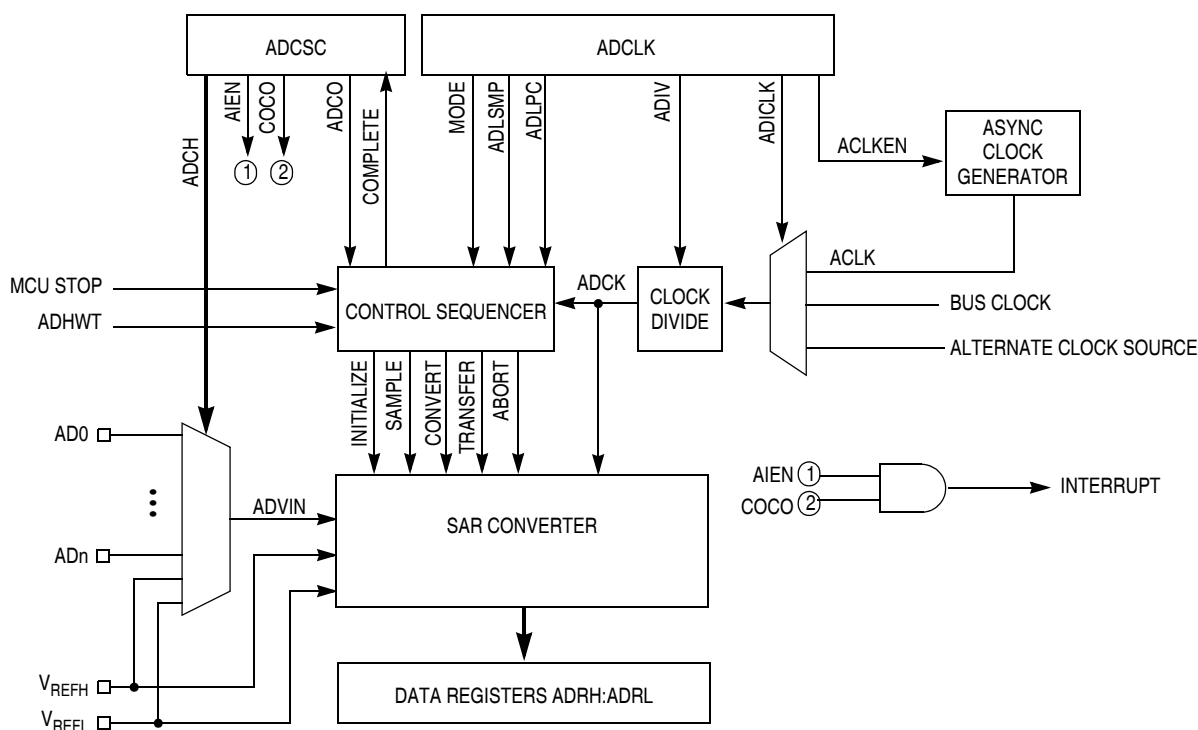 ADCSC
ADCLK
ADCH
AIEN
COCO
ADCO
COMPLETE
MODE
ADLSMP
ADLPC
ADIV
ADICLK
ACLKEN
ASYNC
CLOCK
GENERATOR
1
2
ACLK
MCU STOP
ADHWT
CONTROL SEQUENCER
ADCK
CLOCK
DIVIDE
BUS CLOCK
ALTERNATE CLOCK SOURCE
INITIALIZE
SAMPLE
CONVERT
TRANSFER
ABORT
AD0
ADn
ADVIN
SAR CONVERTER
AIEN 1
COCO 2
INTERRUPT
VREFH
VREFL
DATA REGISTERS ADRH:ADRL